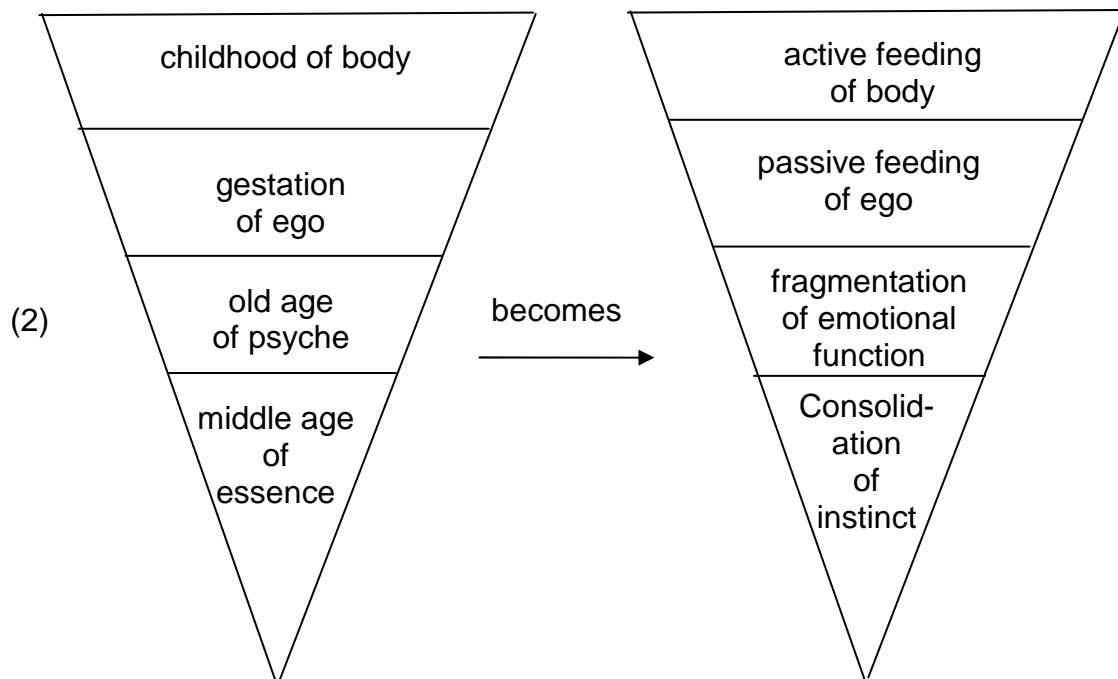 childhood of body
gestation
of ego
old age
of psyche
middle age
of
essence
(2)
becomes
active feeding
of body
passive feeding
of ego
fragmentation
of emotional
function
Consolid-
ation
of
instinct